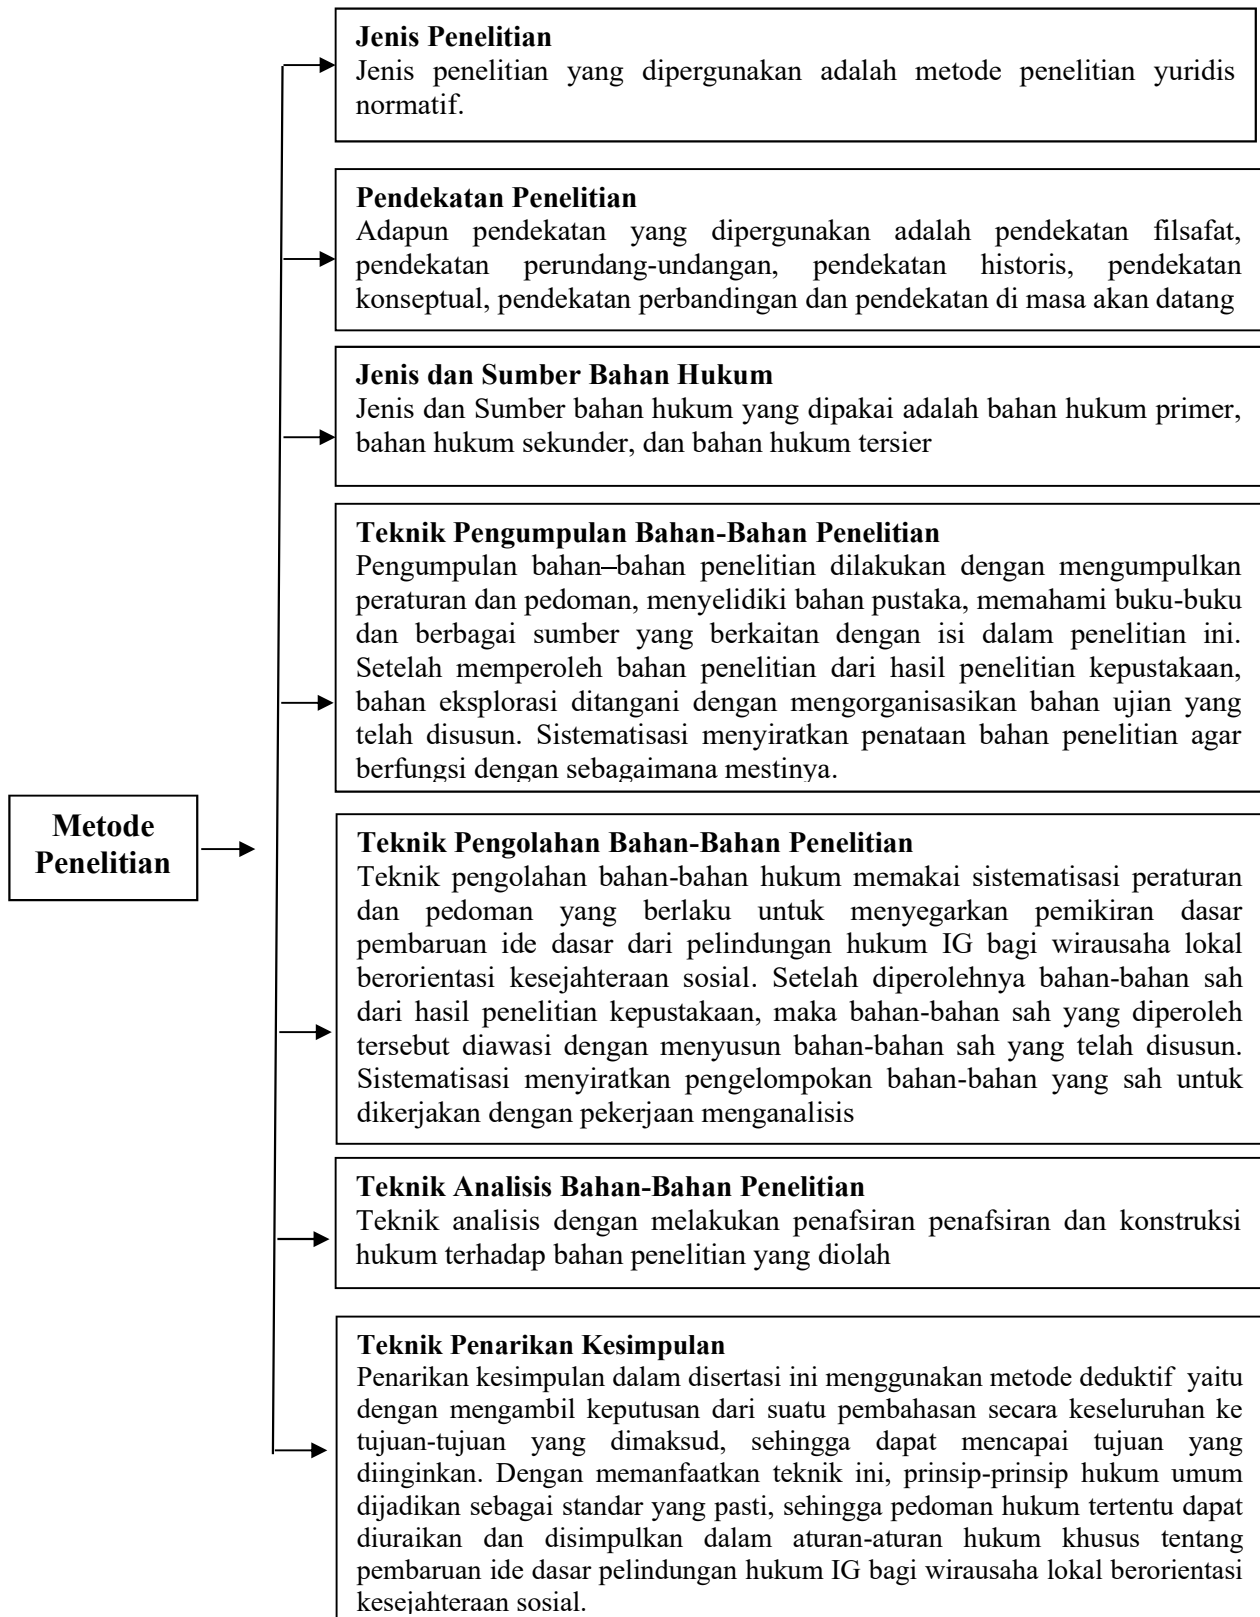 Jenis Penelitian
Jenis penelitian yang dipergunakan adalah metode penelitian yuridis
normatif.
Pendekatan Penelitian
Adapun pendekatan yang dipergunakan adalah pendekatan filsafat,
pendekatan perundang-undangan, pendekatan historis, pendekatan
konseptual, pendekatan perbandingan dan pendekatan di masa akan datang
Jenis dan Sumber Bahan Hukum
Jenis dan Sumber bahan hukum yang dipakai adalah bahan hukum primer,
bahan hukum sekunder, dan bahan hukum tersier
Teknik Pengumpulan Bahan-Bahan Penelitian
Pengumpulan bahan–bahan penelitian dilakukan dengan mengumpulkan
peraturan dan pedoman, menyelidiki bahan pustaka, memahami buku-buku
dan berbagai sumber yang berkaitan dengan isi dalam penelitian ini.
Setelah memperoleh bahan penelitian dari hasil penelitian kepustakaan,
bahan eksplorasi ditangani dengan mengorganisasikan bahan ujian yang
telah disusun. Sistematisasi menyiratkan penataan bahan penelitian agar
berfungsi dengan sebagaimana mestinya.
Metode
Penelitian
Teknik Pengolahan Bahan-Bahan Penelitian
Teknik pengolahan bahan-bahan hukum memakai sistematisasi peraturan
dan pedoman yang berlaku untuk menyegarkan pemikiran dasar
pembaruan ide dasar dari pelindungan hukum IG bagi wirausaha lokal
berorientasi kesejahteraan sosial. Setelah diperolehnya bahan-bahan sah
dari hasil penelitian kepustakaan, maka bahan-bahan sah yang diperoleh
tersebut diawasi dengan menyusun bahan-bahan sah yang telah disusun.
Sistematisasi menyiratkan pengelompokan bahan-bahan yang sah untuk
dikerjakan dengan pekerjaan menganalisis
Teknik Analisis Bahan-Bahan Penelitian
Teknik analisis dengan melakukan penafsiran penafsiran dan konstruksi
hukum terhadap bahan penelitian yang diolah
Teknik Penarikan Kesimpulan
Penarikan kesimpulan dalam disertasi ini menggunakan metode deduktif yaitu
dengan mengambil keputusan dari suatu pembahasan secara keseluruhan ke
tujuan-tujuan yang dimaksud, sehingga dapat mencapai tujuan yang
diinginkan. Dengan memanfaatkan teknik ini, prinsip-prinsip hukum umum
dijadikan sebagai standar yang pasti, sehingga pedoman hukum tertentu dapat
diuraikan dan disimpulkan dalam aturan-aturan hukum khusus tentang
pembaruan ide dasar pelindungan hukum IG bagi wirausaha lokal berorientasi
kesejahteraan sosial.